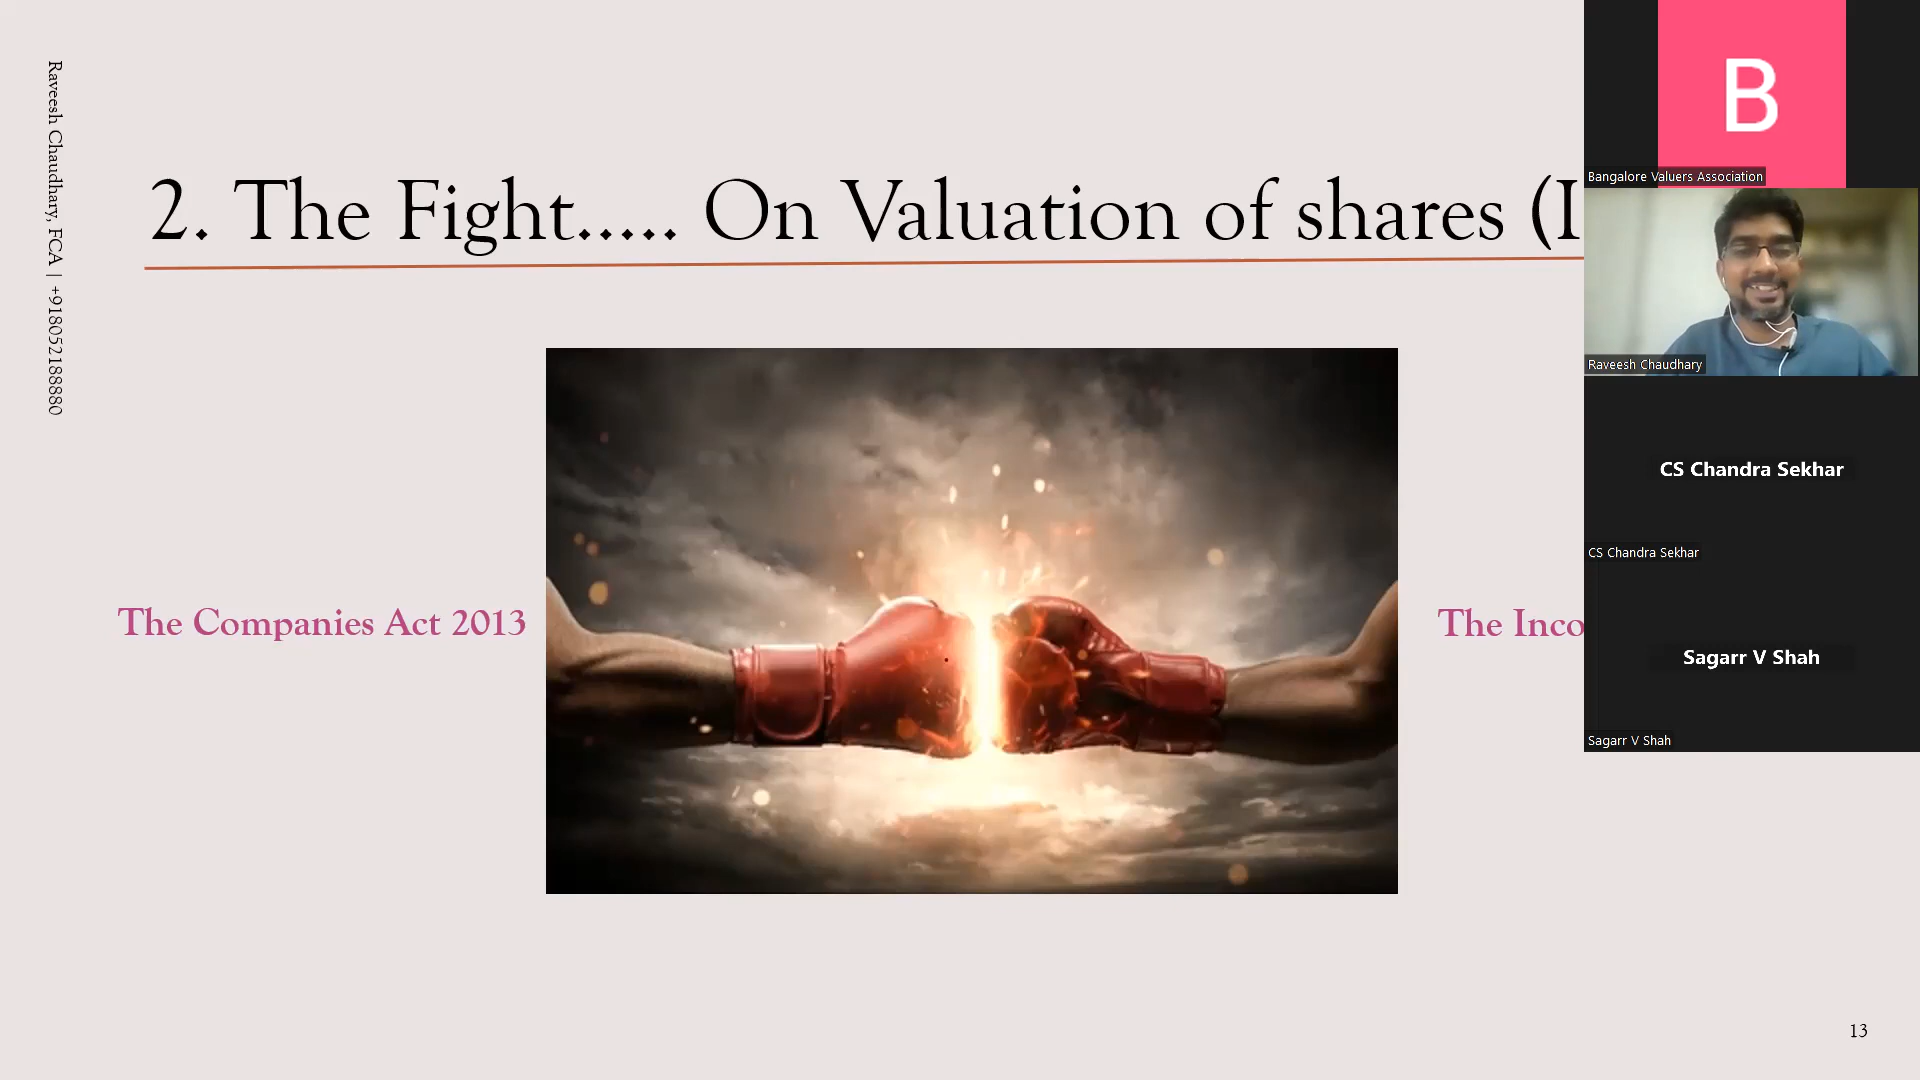 Raveesh Chaudhary, FCA | +918052188880
2. The Fight..... On Valuation of shares (I
The Companies Act 2013
The Inco
13
B
Bangalore Valuers Association
Raveesh Chaudhary
CS Chandra Sekhar
CS Chandra Sekhar
Sagarr V Shah
Sagarr V Shah